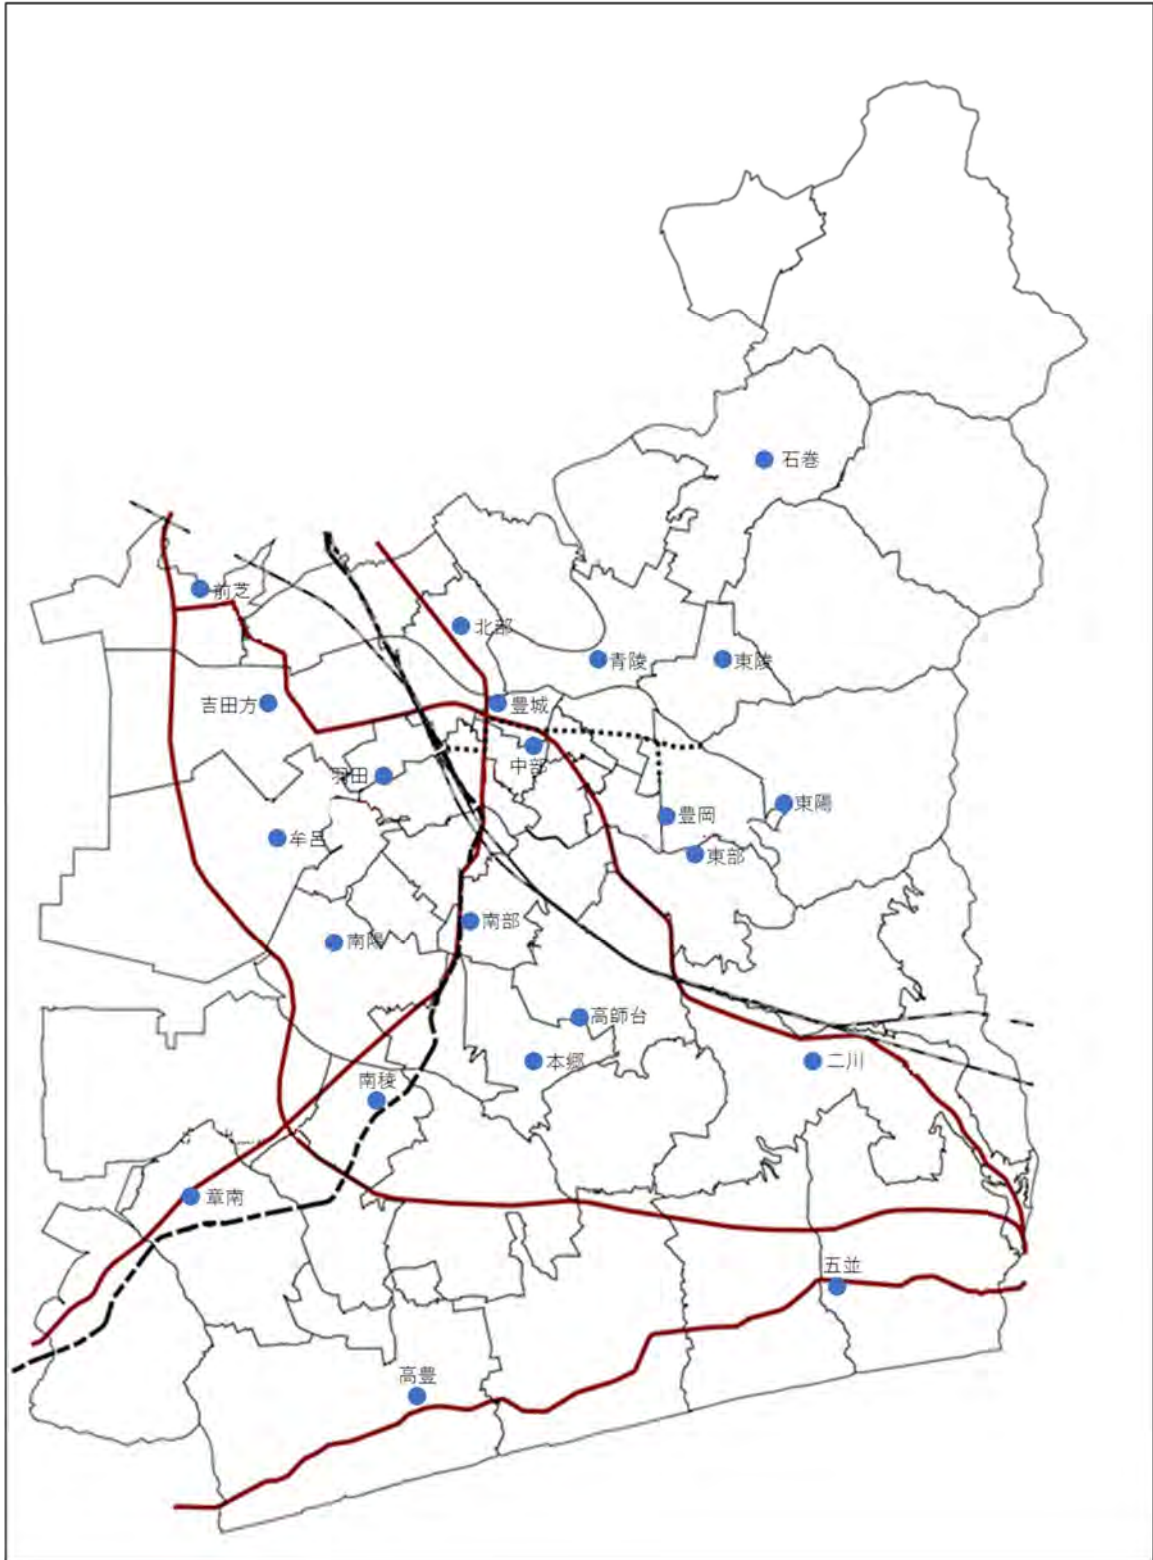 石巻
前芝
北部
青陵
東陵
吉田方
豊城
中部
羽田
東陽
豊岡
牟呂
東部
南部
南陽
高師台
本郷
二川
南稜
章南
五並
高豊